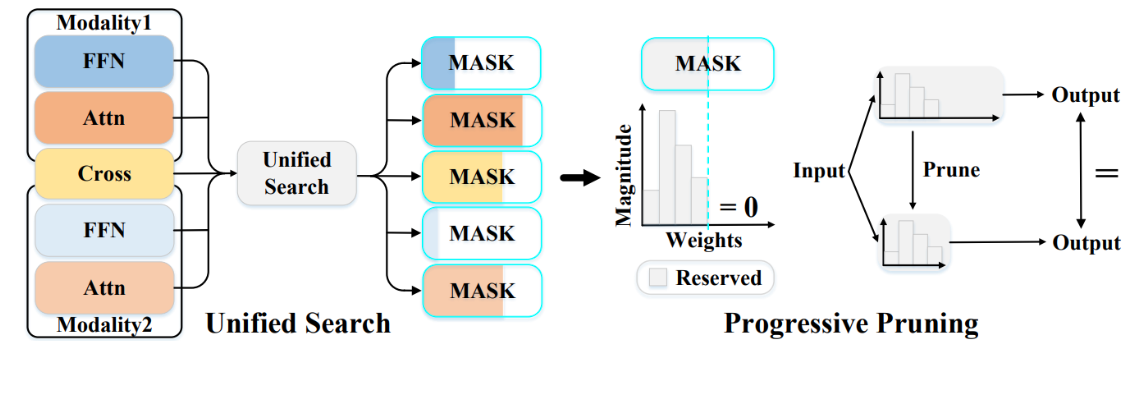 Modality1
FFN
Attn
Cross
FFN
Attn
Modality2
Unified
Search
MASK
MASK
MASK
MASK
MASK
Unified Search
MASK
Magnitude
= 0
Weights
Reserved
Input
Prune
Output
=
Output
Progressive Pruning